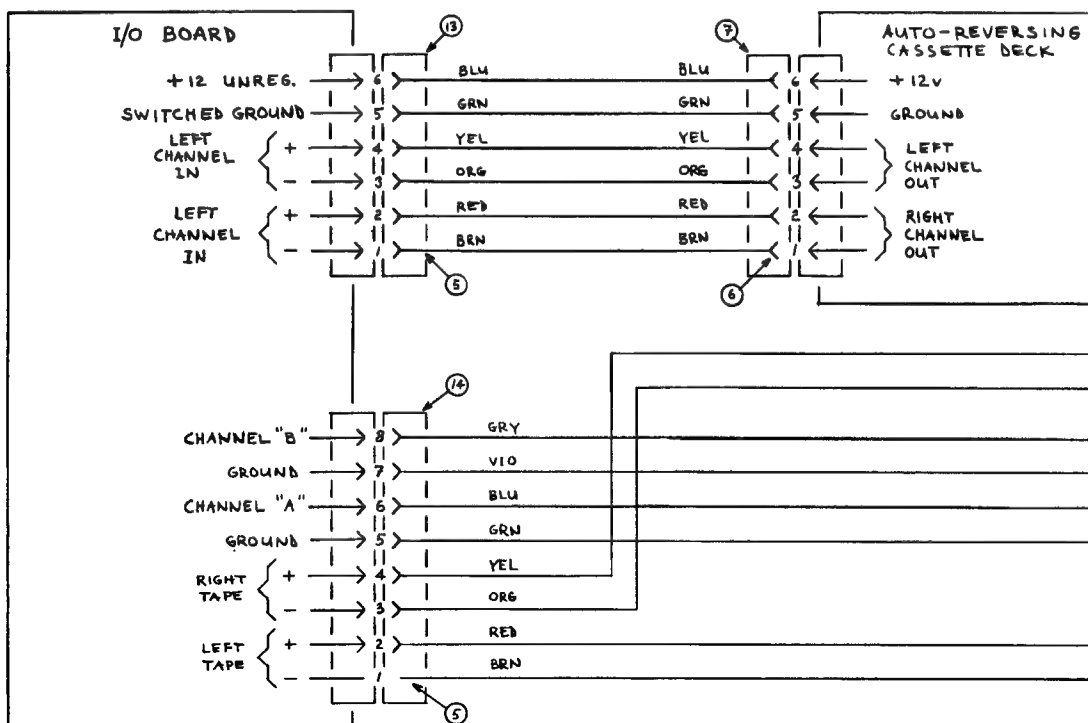 I/O BOARD
+12 UNREG.
SWITCHED GROUND
LEFT
CHANNEL
IN
+
-
LEFT
CHANNEL
IN
+
-
6
5
4
3
2
1
13
5
BLU BLU
GRN GRN
YEL YEL
ORG ORG
RED RED
BRN BRN
7
6
6
5
4
3
2
1
AUTO-REVERSING
CASSETTE DECK
+12V
GROUND
LEFT
CHANNEL
OUT
RIGHT
CHANNEL
OUT
CHANNEL "B"
GROUND
CHANNEL "A"
GROUND
RIGHT
TAPE
+
-
LEFT
TAPE
+
-
8
7
6
5
4
3
2
1
14
5
GRY
VIO
BLU
GRN
YEL
ORG
RED
BRN